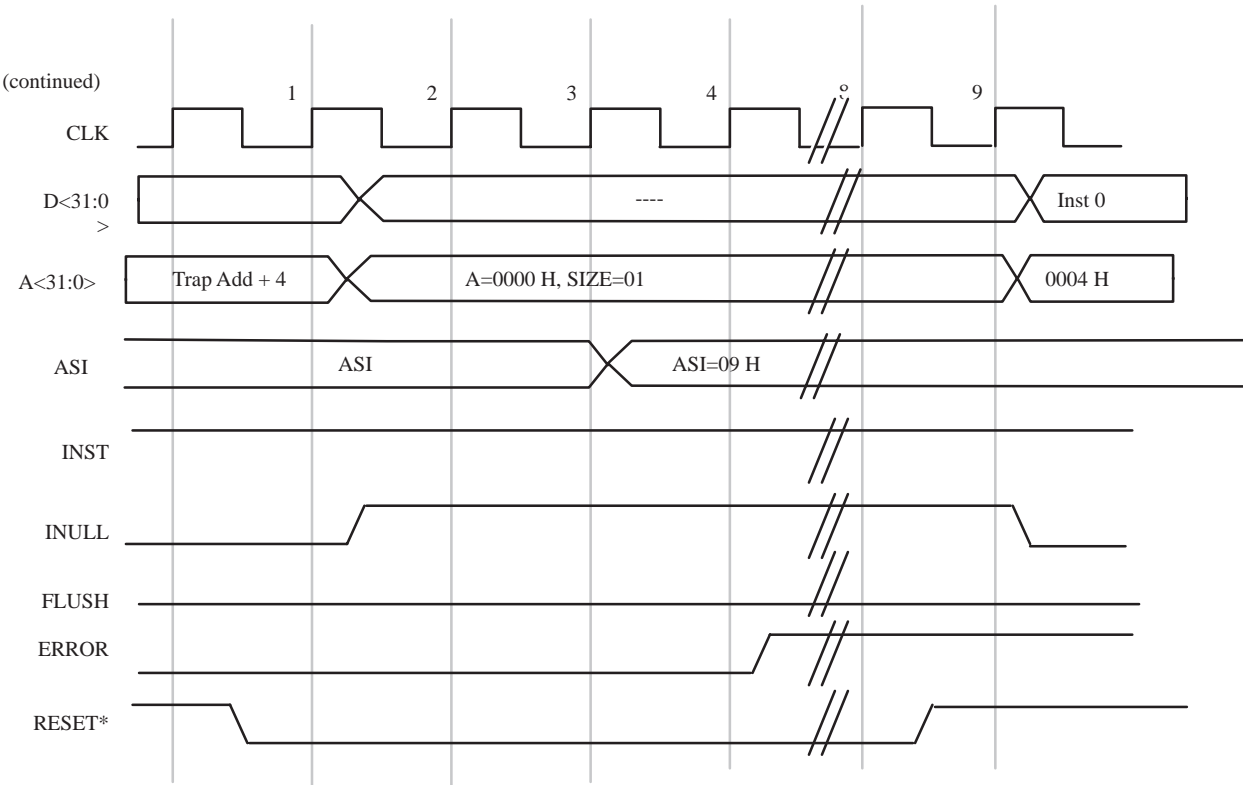 (continued)
1 2 3 4 8 9
CLK
D<31:0
>
---- Inst 0
A<31:0> Trap Add + 4 A=0000 H, SIZE=01 0004 H
ASI ASI ASI=09 H
INST
INULL
FLUSH
ERROR
RESET*